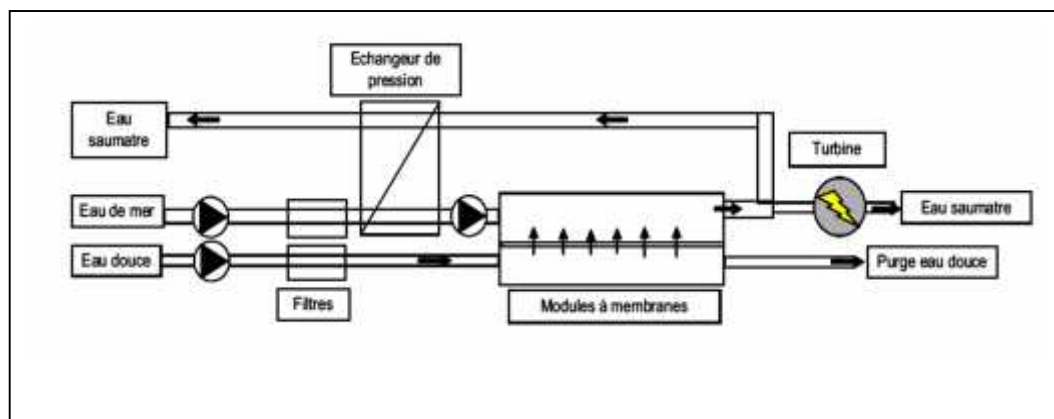 Echangeur de
pression
Eau
saumatre
Turbine
Eau de mer
Eau saumatre
Eau douce
Purge eau douce
Filtres
Modules à membranes